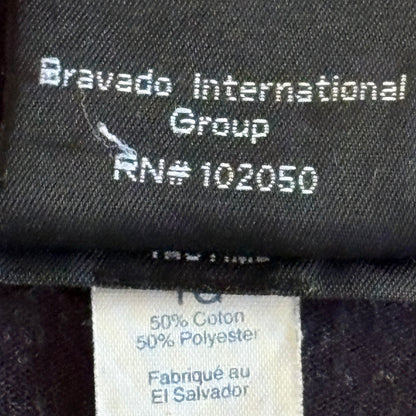 Bravado International
Group
RN# 102050
50% Coton
50% Polyester
Fabriqué au
El Salvador